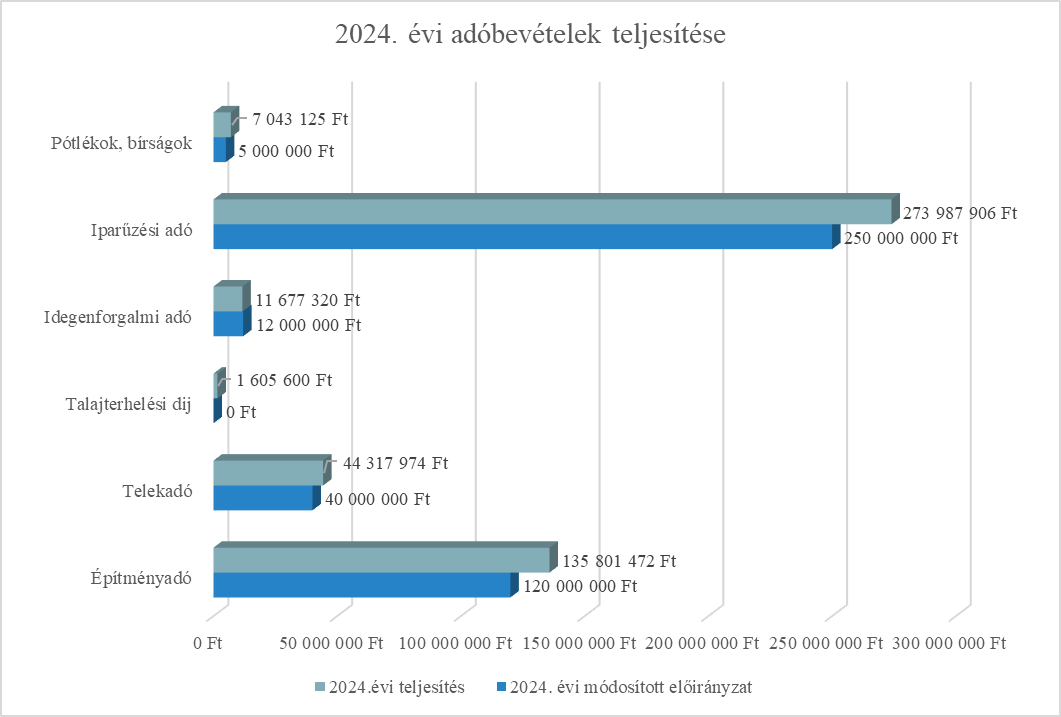 2024. évi adóbevételek teljesítése
Pótlékok, bírságok
7 043 125 Ft
5 000 000 Ft
Iparűzési adó
273 987 906 Ft
250 000 000 Ft
Idegenforgalmi adó
11 677 320 Ft
12 000 000 Ft
Talajterhelési díj
1 605 600 Ft
0 Ft
Telekadó
44 317 974 Ft
40 000 000 Ft
Építményadó
135 801 472 Ft
120 000 000 Ft
0 Ft 50 000 000 Ft 100 000 000 Ft 150 000 000 Ft 200 000 000 Ft 250 000 000 Ft 300 000 000 Ft
2024.évi teljesítés 2024. évi módosított előirányzat